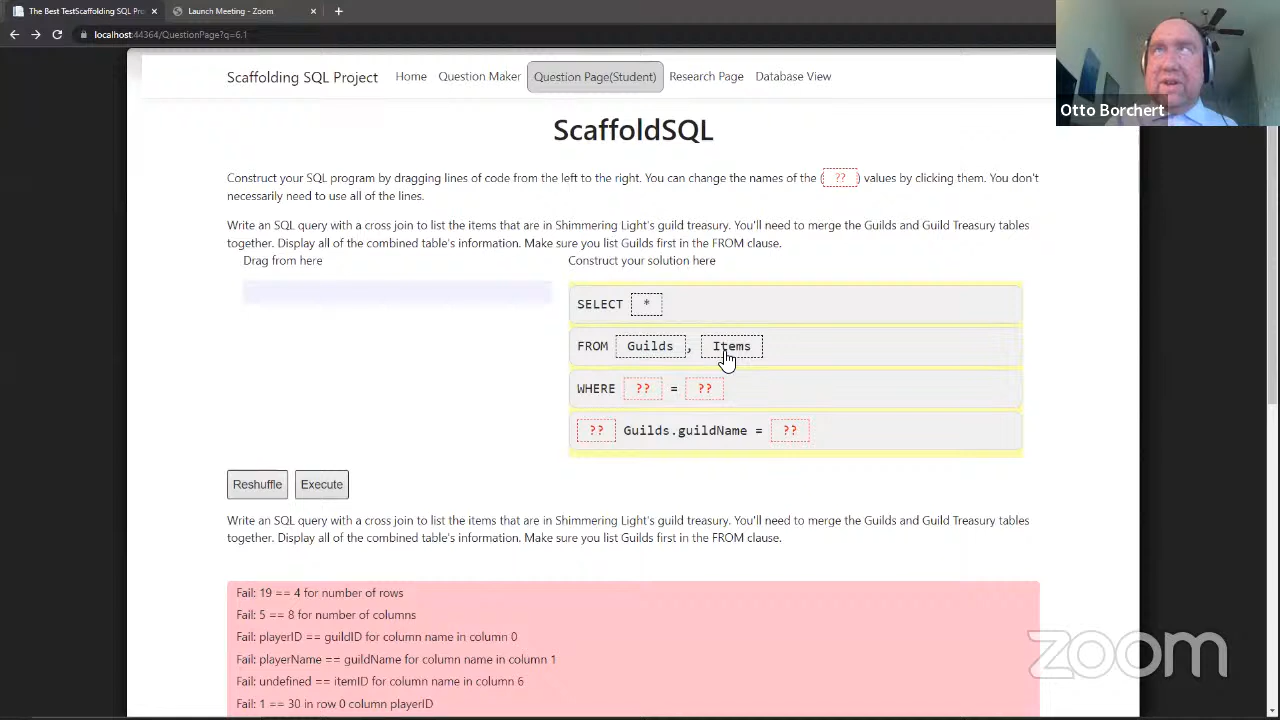 The Best TestScaffolding SQL Pro
Launch Meeting - Zoom
localhost:44364/QuestionPage?q=6.1
Scaffolding SQL Project
Home
Question Maker
Question Page(Student)
Research Page
Database View
Otto Borchert
ScaffoldSQL
Construct your SQL program by dragging lines of code from the left to the right. You can change the names of the ( ?? ) values by clicking them. You don't
necessarily need to use all of the lines.
Write an SQL query with a cross join to list the items that are in Shimmering Light's guild treasury. You'll need to merge the Guilds and Guild Treasury tables
together. Display all of the combined table's information. Make sure you list Guilds first in the FROM clause.
Drag from here
Construct your solution here
SELECT *
FROM Guilds , Items
WHERE ?? = ??
?? Guilds.guildName = ??
Reshuffle
Execute
Write an SQL query with a cross join to list the items that are in Shimmering Light's guild treasury. You'll need to merge the Guilds and Guild Treasury tables
together. Display all of the combined table's information. Make sure you list Guilds first in the FROM clause.
Fail: 19 == 4 for number of rows
Fail: 5 == 8 for number of columns
Fail: playerID == guildID for column name in column 0
Fail: playerName == guildName for column name in column 1
Fail: undefined == itemID for column name in column 6
Fail: 1 == 30 in row 0 column playerID
zoom